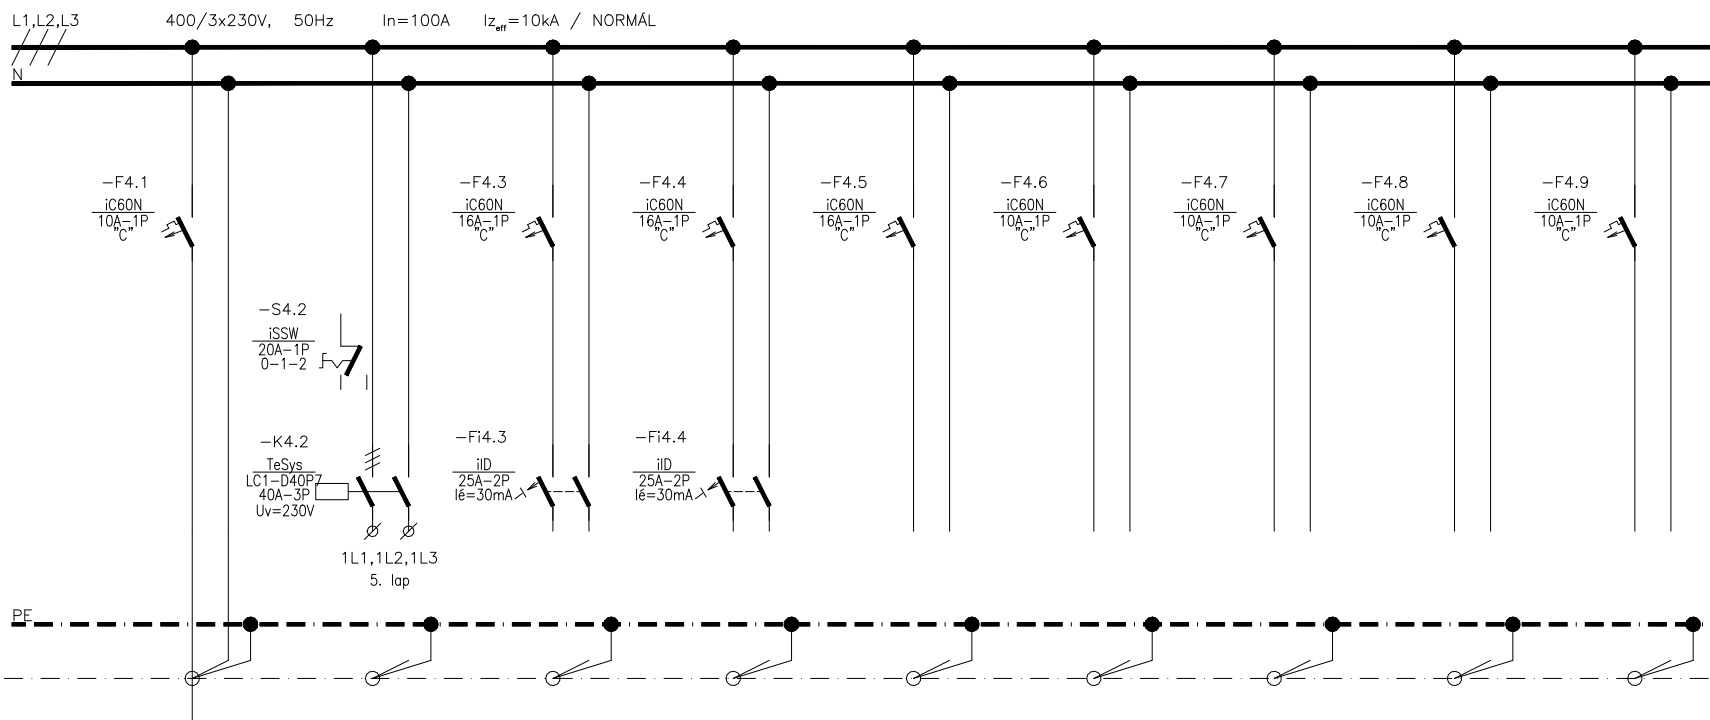 L1,L2,L3 400/3x230V, 50Hz In=100A Iz_eff=10kA / NORMÁL
N
-F4.1
iC60N
10A-1P
"C"
-F4.3
iC60N
16A-1P
"C"
-F4.4
iC60N
16A-1P
"C"
-F4.5
iC60N
16A-1P
"C"
-F4.6
iC60N
10A-1P
"C"
-F4.7
iC60N
10A-1P
"C"
-F4.8
iC60N
10A-1P
"C"
-F4.9
iC60N
10A-1P
"C"
-S4.2
iSSW
20A-1P
0-1-2
-K4.2
TeSys
LC1-D40P7
40A-3P
Uv=230V
-Fi4.3
iID
25A-2P
Ié=30mA
-Fi4.4
iID
25A-2P
Ié=30mA
1L1,1L2,1L3
5. lap
PE